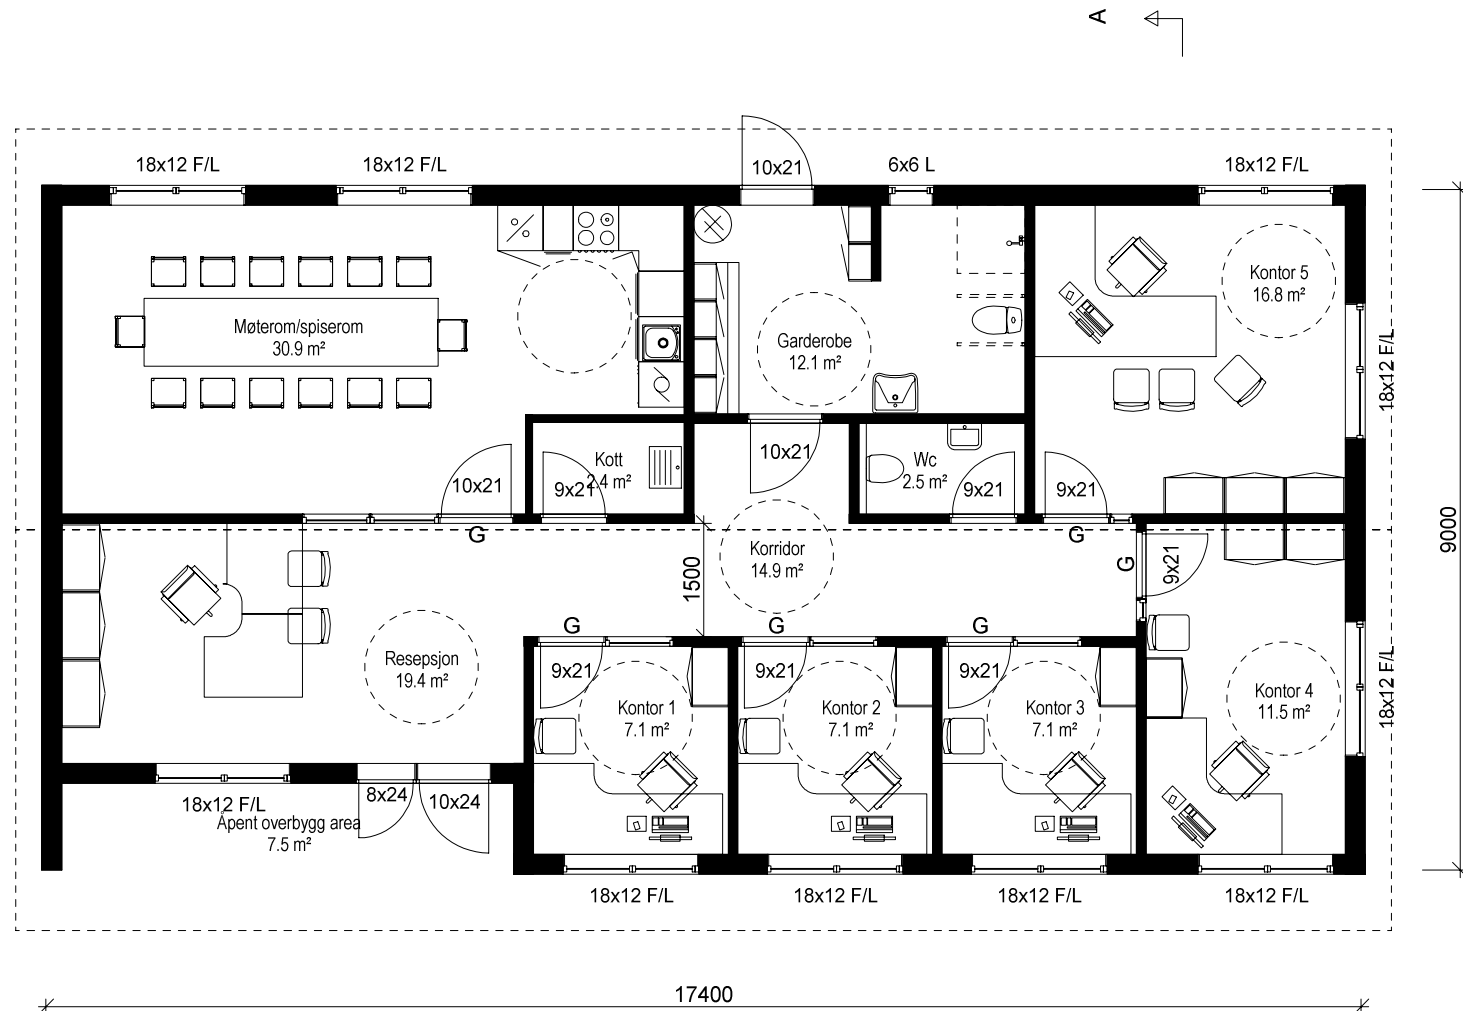 A
18x12 F/L
18x12 F/L
10x21
6x6 L
18x12 F/L
Kontor 5
16.8 m²
Møterom/spiserom
30.9 m²
Garderobe
12.1 m²
18x12 F/L
9000
10x21
Kott
2.4 m²
9x21
10x21
Wc
2.5 m²
9x21
9x21
G
G
G
9x21
1500
Korridor
14.9 m²
G
G
G
Resepsjon
19.4 m²
9x21
9x21
9x21
Kontor 1
7.1 m²
Kontor 2
7.1 m²
Kontor 3
7.1 m²
Kontor 4
11.5 m²
18x12 F/L
18x12 F/L
8x24
10x24
Åpent overbygg area
7.5 m²
18x12 F/L
18x12 F/L
18x12 F/L
18x12 F/L
17400